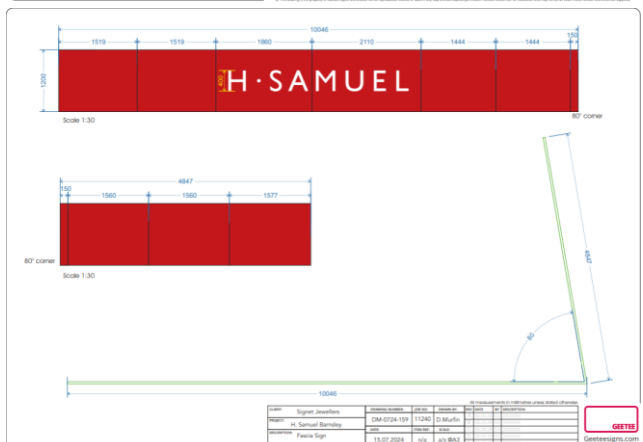 10046
1519 1519 1860 2110 1444 1444 150
1200
400
H·SAMUEL
Scale 1:30
80° corner
4847
150 1560 1560 1577
80° corner
Scale 1:30
4847
80
10046
All measurements in millimetres unless stated otherwise.
CLIENT Signet Jewellers
DRAWING NUMBER JOB NO. DRAWN BY REV DATE BY DESCRIPTION
OM-0724-159 11240 D.Murfin
PROJECT H. Samuel Barnsley
DATE SCALE
DESCRIPTION Fascia Sign
15.07.2024 n/a a/s @A3
GEETEE
Geeteesigns.com